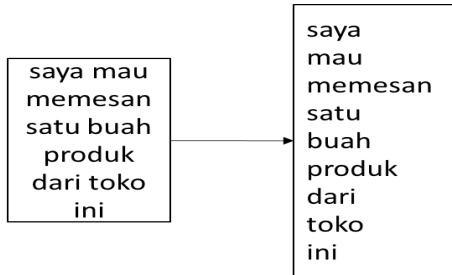 saya mau
memesan
satu buah
produk
dari toko
ini
saya
mau
memesan
satu
buah
produk
dari
toko
ini